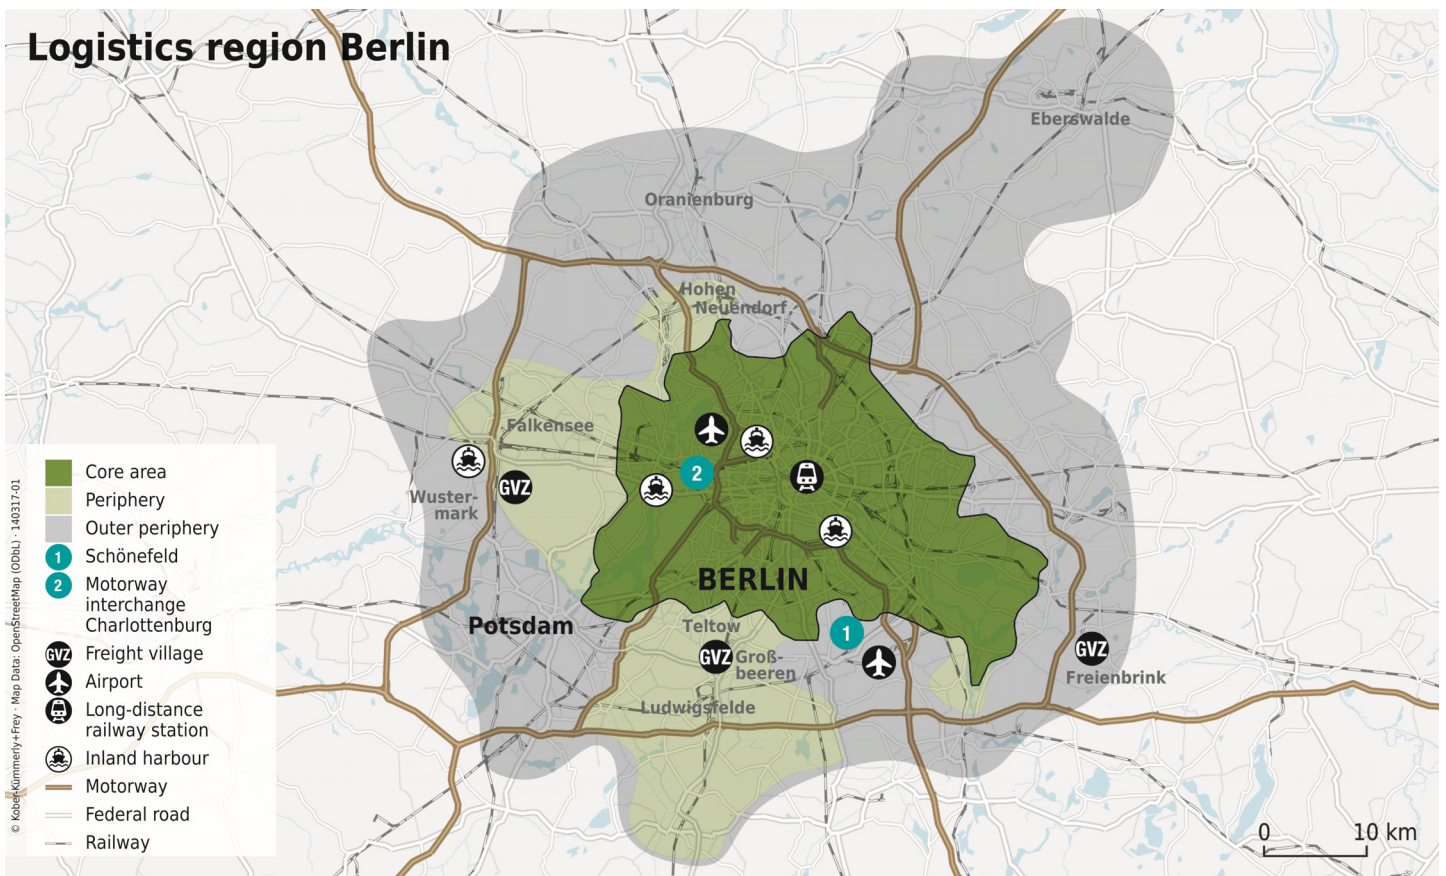 Logistics region Berlin
Eberswalde
Oranienburg
Hohen
Neuendorf
Falkensee
Wuster-
mark
GVZ
2
BERLIN
Potsdam
Teltow
1
GVZ
Groß-
beeren
GVZ
Freienbrink
Ludwigsfelde
Core area
Periphery
Outer periphery
1 Schönefeld
2 Motorway
interchange
Charlottenburg
GVZ Freight village
Airport
Long-distance
railway station
Inland harbour
Motorway
Federal road
Railway
© Kober-Kümmerly+Frey · Map Data: OpenStreetMap (ODbL) · 140317-01
0 10 km